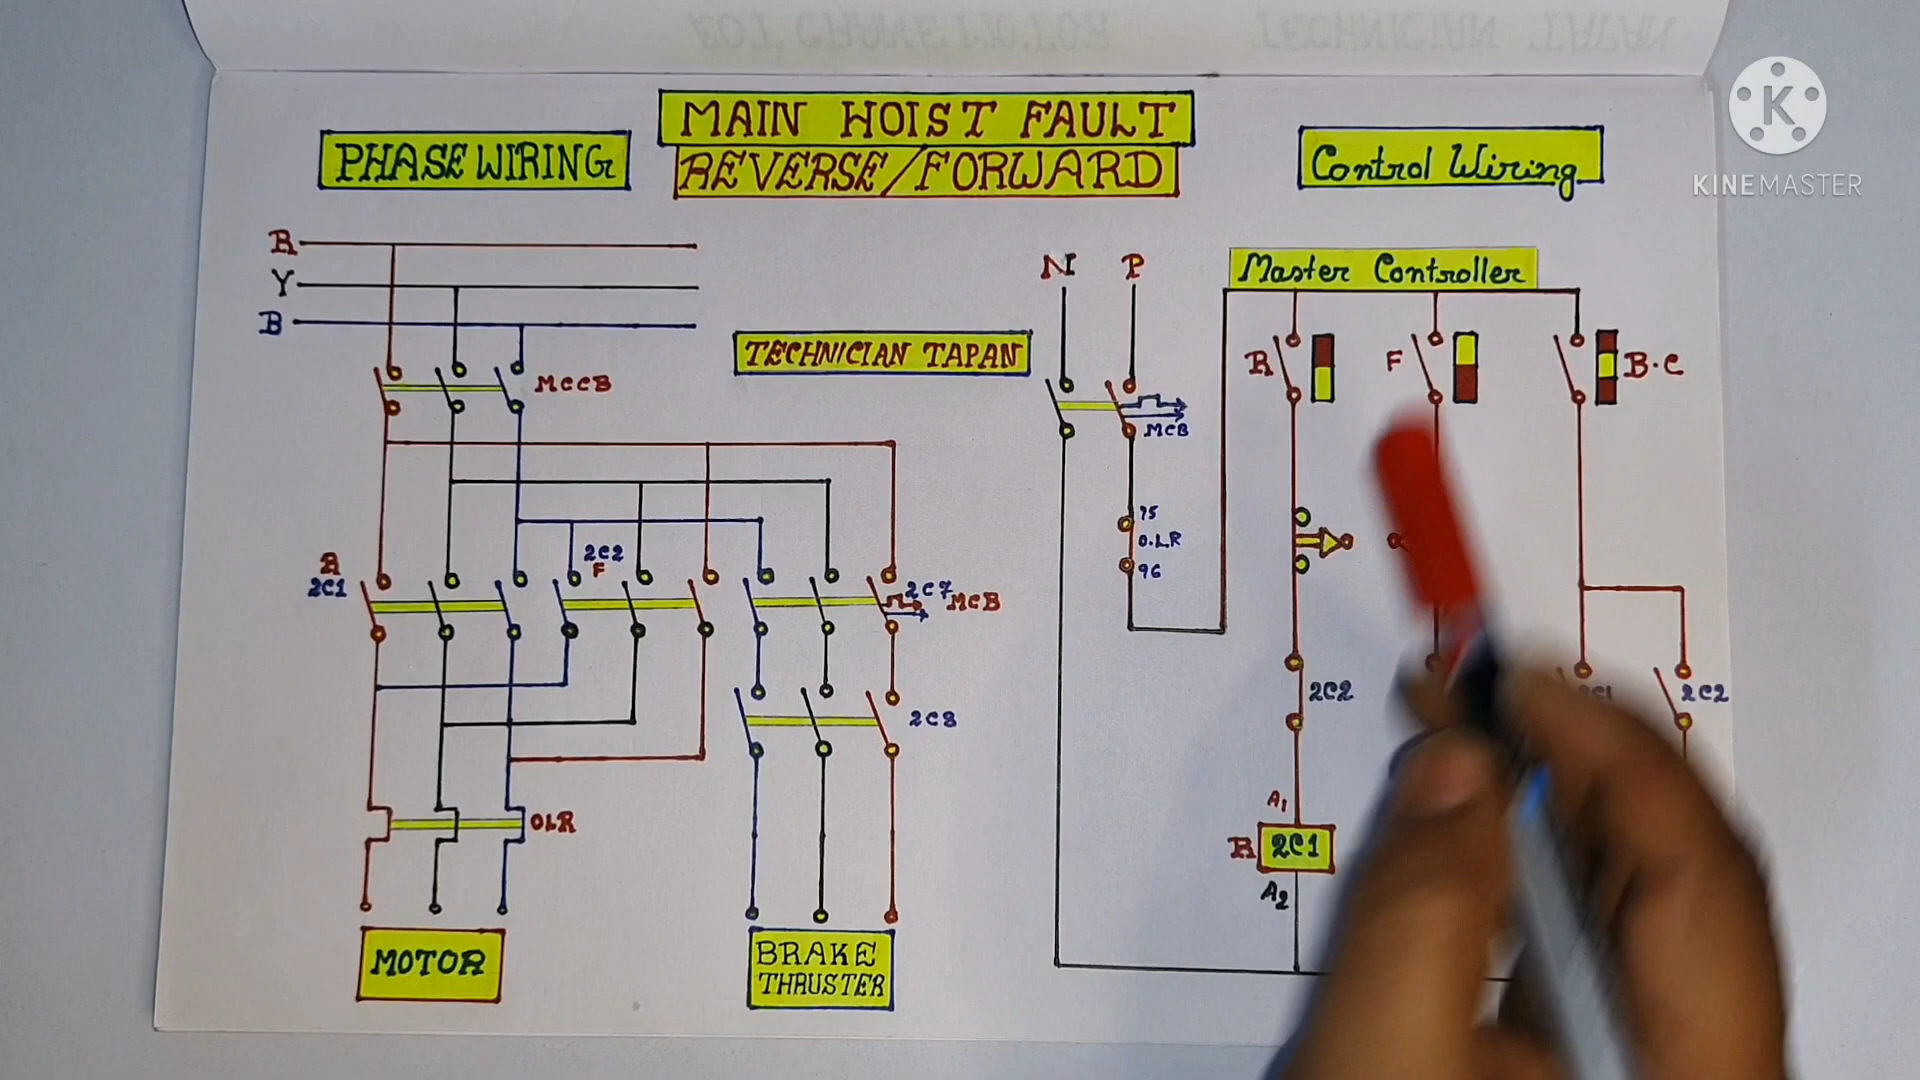 MAIN HOIST FAULT
REVERSE/FORWARD
PHASE WIRING
Control Wiring
KINEMASTER
R
Y
B
N P
Master Controller
TECHNICIAN TAPAN
MCCB
R F B.C
MCB
95
O.L.R
96
R
2C1
2C2
F
2C7 MCB
2C8
2C2 2C1 2C2
OLR
A1
R 2C1
A2
MOTOR
BRAKE
THRUSTER